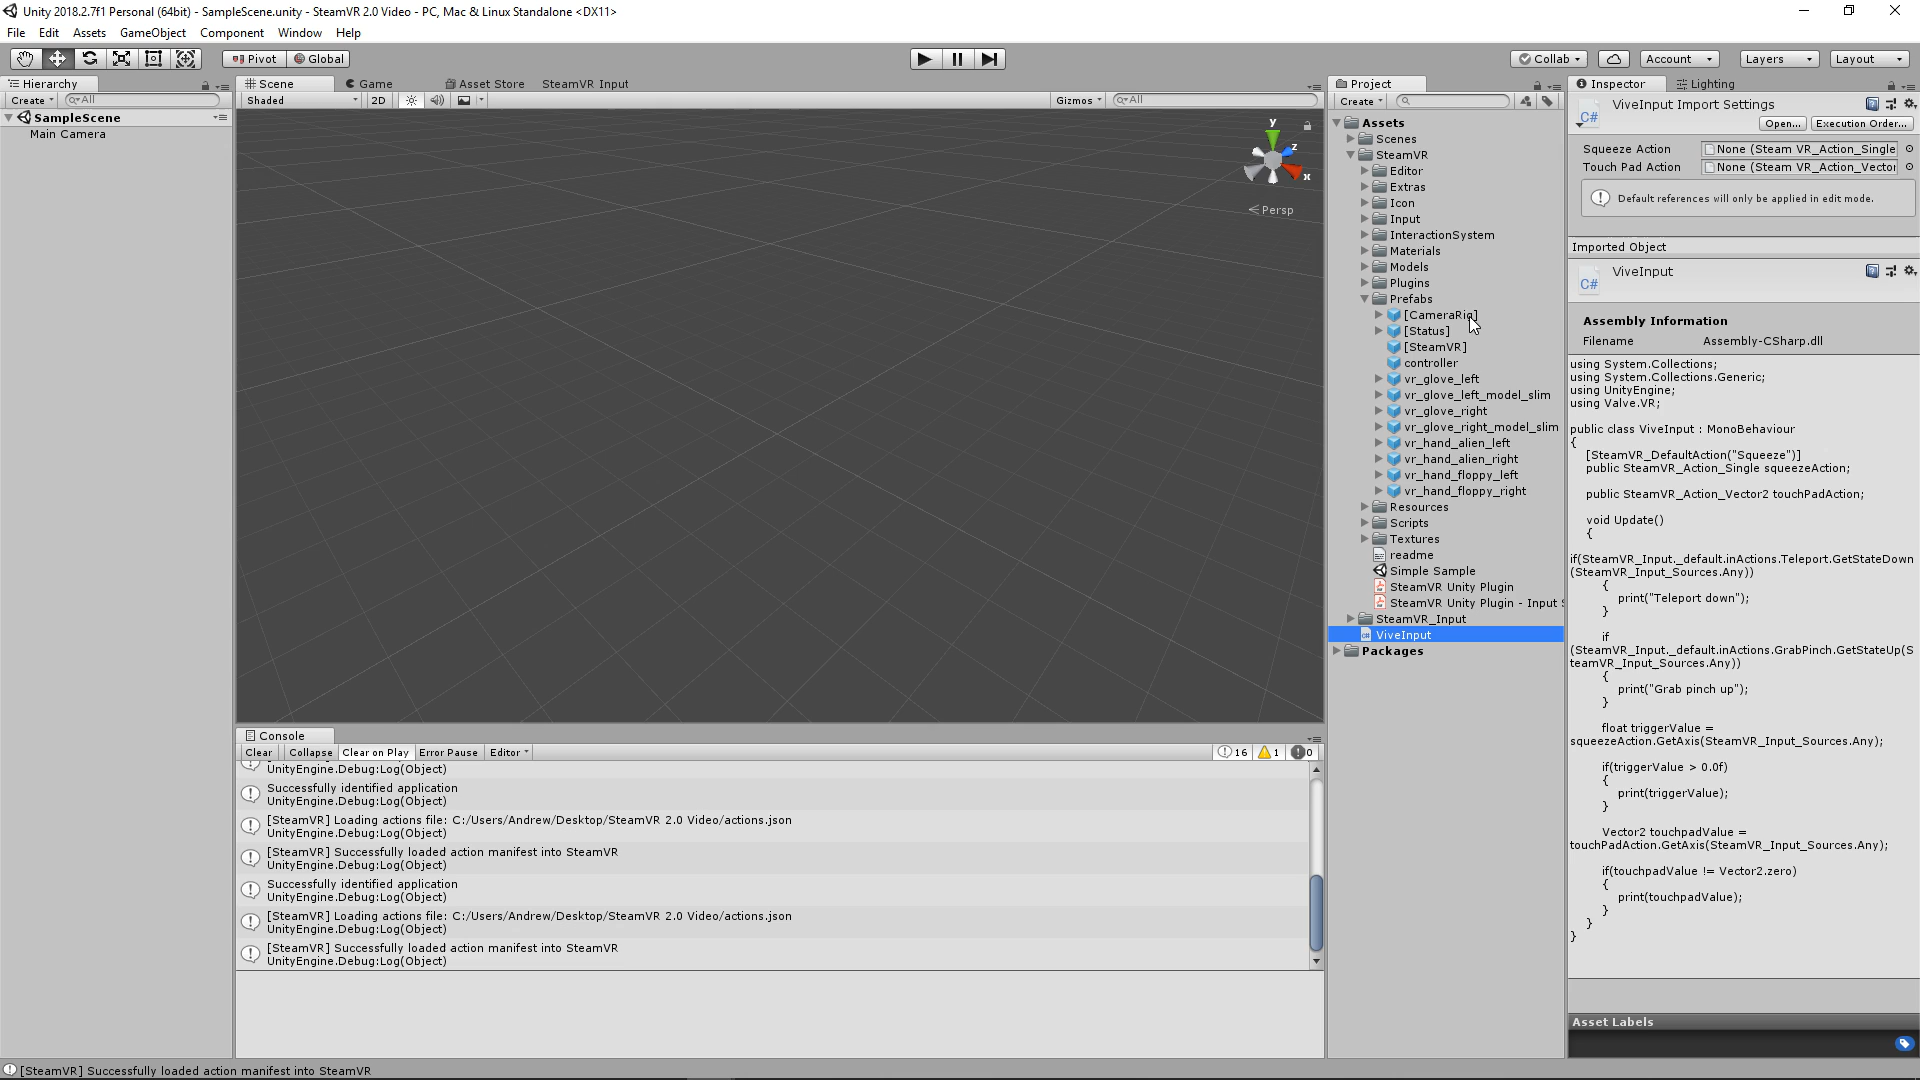 Unity 2018.2.7f1 Personal (64bit) - SampleScene.unity - SteamVR 2.0 Video - PC, Mac & Linux Standalone <DX11>
File Edit Assets GameObject Component Window Help
Pivot Global Collab Account Layers Layout
Hierarchy
Create All
SampleScene
Main Camera
Scene Game Asset Store SteamVR Input
Shaded 2D Gizmos All
y
z
x
Persp
Console
Clear Collapse Clear on Play Error Pause Editor 16 1 0
UnityEngine.Debug:Log(Object)
Successfully identified application
UnityEngine.Debug:Log(Object)
[SteamVR] Loading actions file: C:/Users/Andrew/Desktop/SteamVR 2.0 Video/actions.json
UnityEngine.Debug:Log(Object)
[SteamVR] Successfully loaded action manifest into SteamVR
UnityEngine.Debug:Log(Object)
Successfully identified application
UnityEngine.Debug:Log(Object)
[SteamVR] Loading actions file: C:/Users/Andrew/Desktop/SteamVR 2.0 Video/actions.json
UnityEngine.Debug:Log(Object)
[SteamVR] Successfully loaded action manifest into SteamVR
UnityEngine.Debug:Log(Object)
Project
Create
Assets
Scenes
SteamVR
Editor
Extras
Icon
Input
InteractionSystem
Materials
Models
Plugins
Prefabs
[CameraRig]
[Status]
[SteamVR]
controller
vr_glove_left
vr_glove_left_model_slim
vr_glove_right
vr_glove_right_model_slim
vr_hand_alien_left
vr_hand_alien_right
vr_hand_floppy_left
vr_hand_floppy_right
Resources
Scripts
Textures
readme
Simple Sample
SteamVR Unity Plugin
SteamVR Unity Plugin - Input
SteamVR_Input
ViveInput
Packages
Inspector Lighting
ViveInput Import Settings
C#
Open... Execution Order...
Squeeze Action None (Steam VR_Action_Single
Touch Pad Action None (Steam VR_Action_Vector
Default references will only be applied in edit mode.
Imported Object
ViveInput
C#
Assembly Information
Filename Assembly-CSharp.dll
using System.Collections;
using System.Collections.Generic;
using UnityEngine;
using Valve.VR;
public class ViveInput : MonoBehaviour
{
[SteamVR_DefaultAction("Squeeze")]
public SteamVR_Action_Single squeezeAction;
public SteamVR_Action_Vector2 touchPadAction;
void Update()
{
if(SteamVR_Input._default.inActions.Teleport.GetStateDown
(SteamVR_Input_Sources.Any))
{
print("Teleport down");
}
if
(SteamVR_Input._default.inActions.GrabPinch.GetStateUp(S
teamVR_Input_Sources.Any))
{
print("Grab pinch up");
}
float triggerValue =
squeezeAction.GetAxis(SteamVR_Input_Sources.Any);
if(triggerValue > 0.0f)
{
print(triggerValue);
}
Vector2 touchpadValue =
touchPadAction.GetAxis(SteamVR_Input_Sources.Any);
if(touchpadValue != Vector2.zero)
{
print(touchpadValue);
}
}
}
Asset Labels
[SteamVR] Successfully loaded action manifest into SteamVR